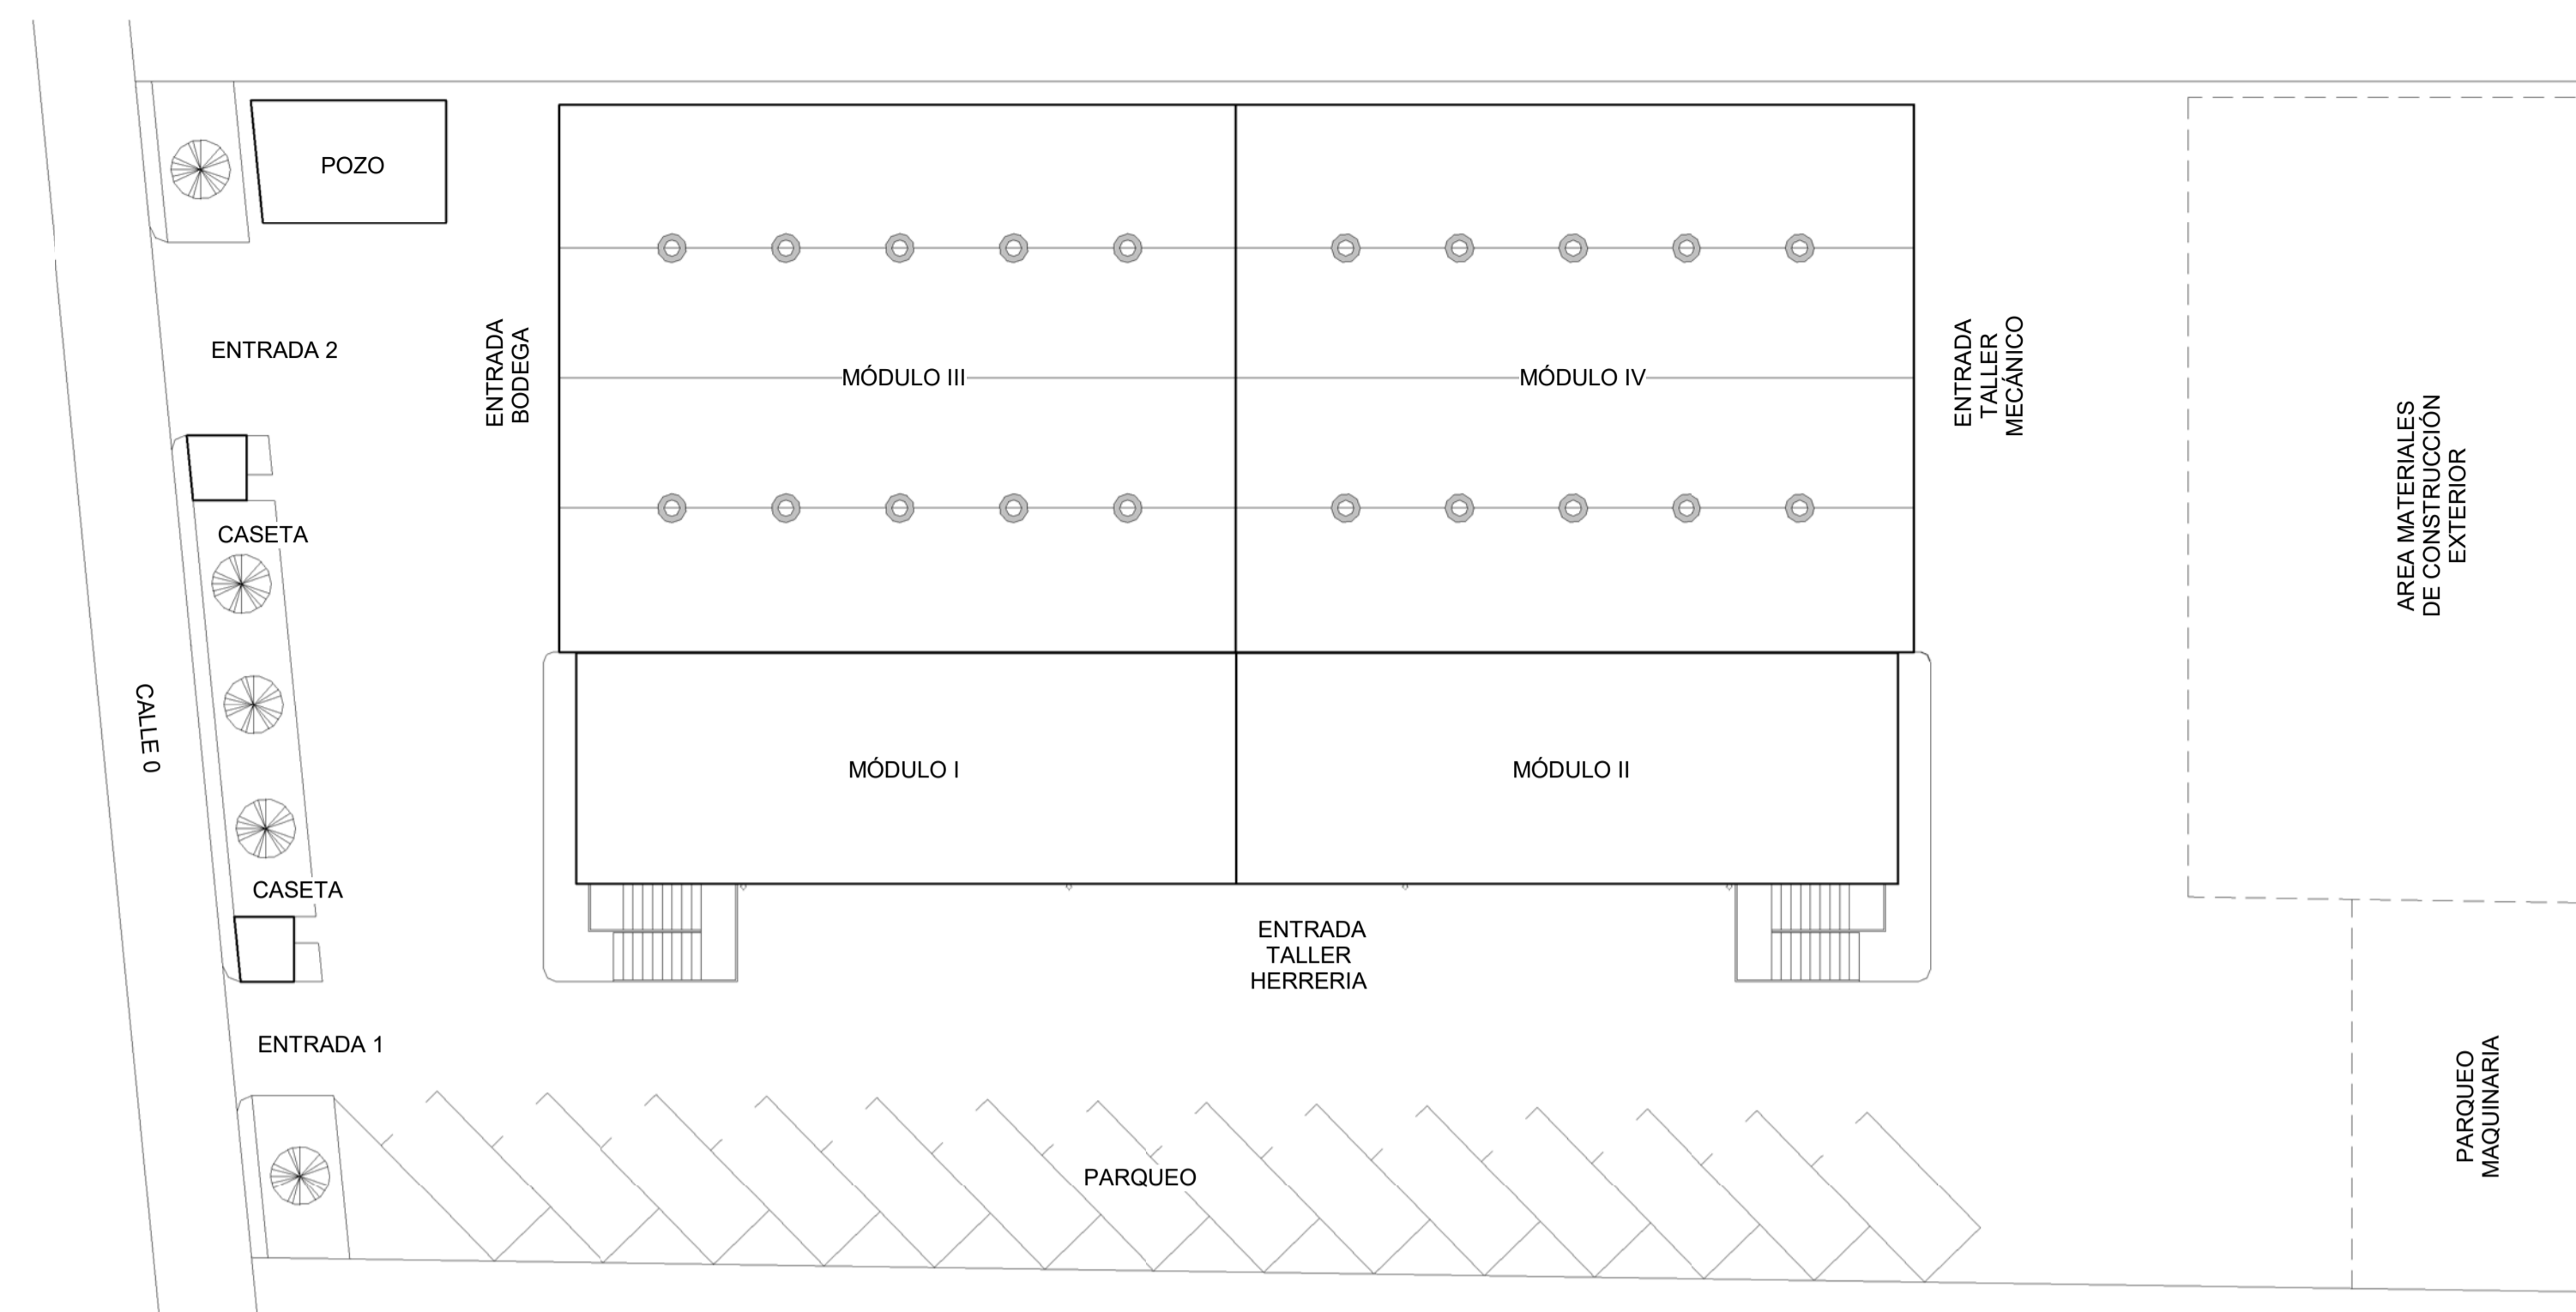 POZO
ENTRADA 2
ENTRADA
BODEGA
MÓDULO III
MÓDULO IV
ENTRADA
TALLER
MECÁNICO
AREA MATERIALES
DE CONSTRUCCIÓN
EXTERIOR
CASETA
CALLE 0
MÓDULO I
MÓDULO II
CASETA
ENTRADA
TALLER
HERRERIA
ENTRADA 1
PARQUEO
PARQUEO
MAQUINARIA